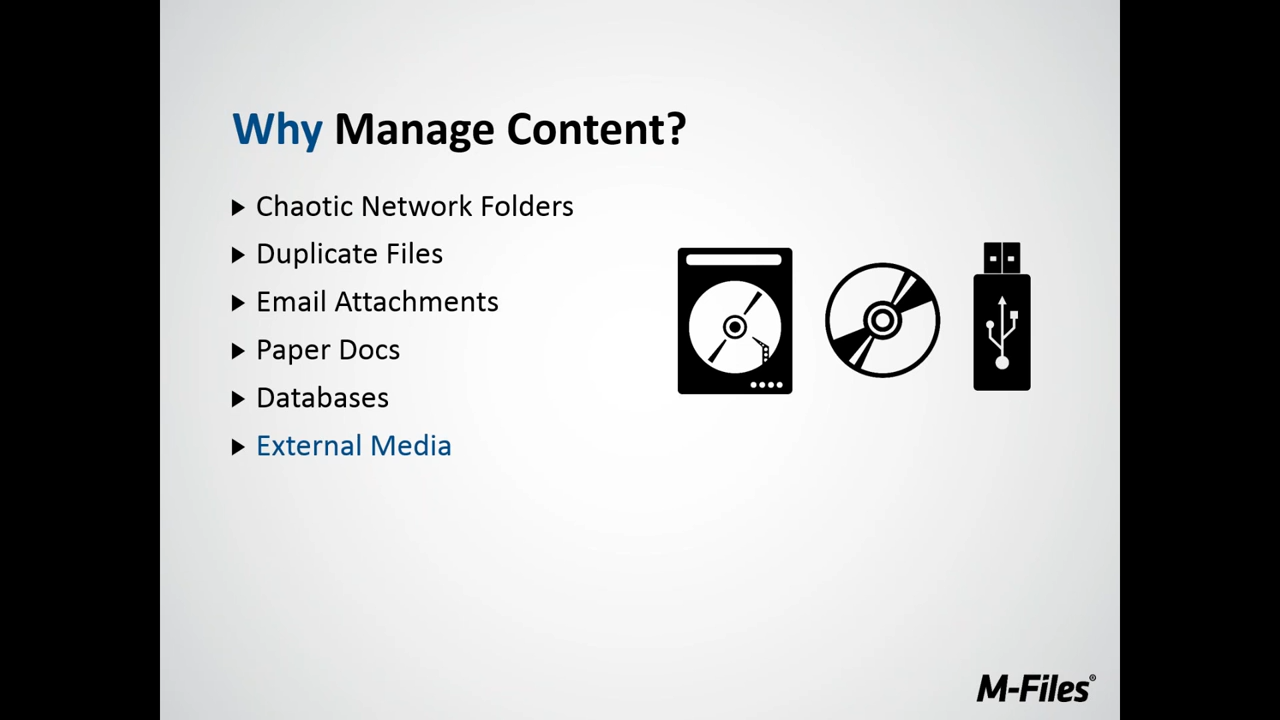 Why Manage Content?
Chaotic Network Folders
Duplicate Files
Email Attachments
Paper Docs
Databases
External Media
M-Files®